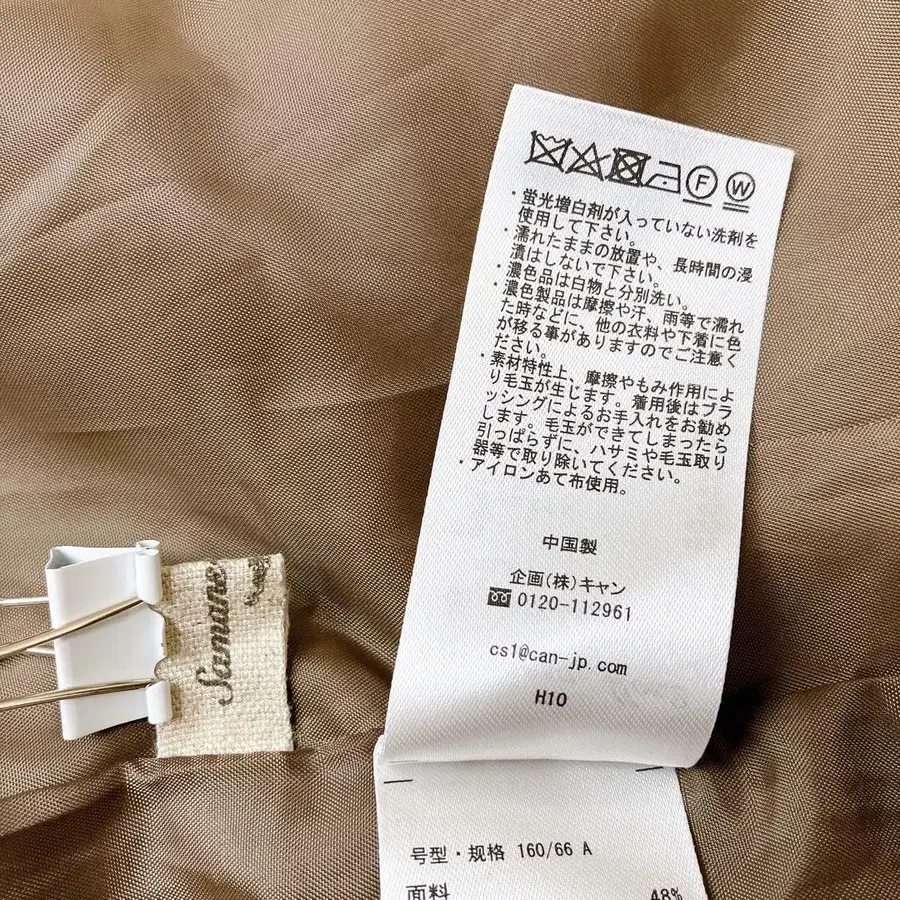 F W
・蛍光増白剤が入っていない洗剤を
使用して下さい。
・濡れたままの放置や、長時間の浸
漬はしないで下さい。
・濃色品は白物と分別洗い。
・濃色製品は摩擦や汗、雨等で濡れ
た時などに、他の衣料や下着に色
が移る事がありますのでご注意く
ださい。
・素材特性上、摩擦やもみ作用によ
り毛玉が生じます。着用後はブラ
ッシングによるお手入れをお勧め
します。毛玉ができてしまったら
引っぱらずに、ハサミや毛玉取り
器等で取り除いてください。
・アイロンあて布使用。
中国製
企画(株)キャン
0120-112961
cs1@can-jp.com
H10
号型・规格 160/66 A
面料 48%